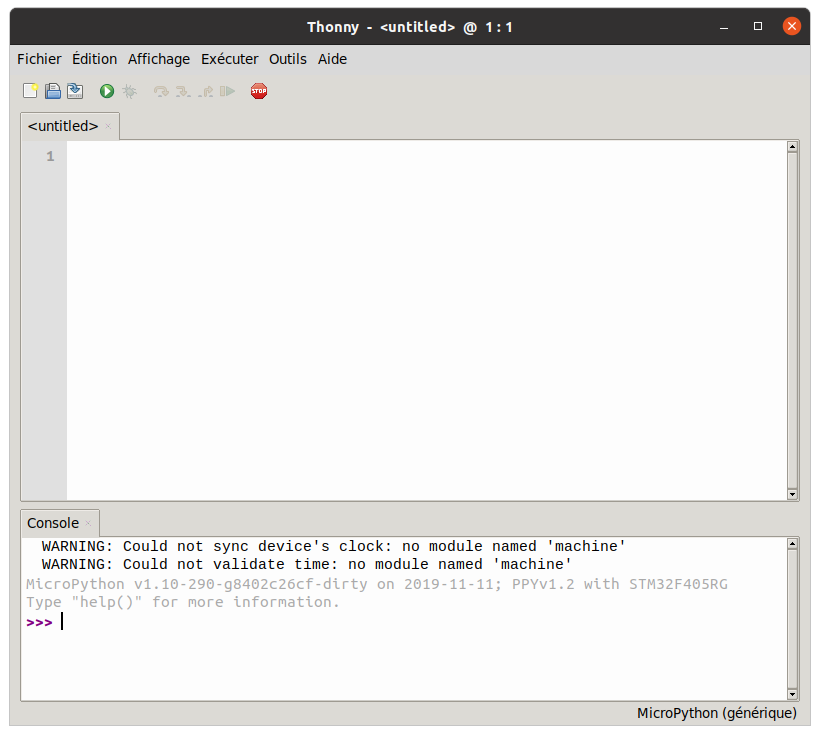 Thonny - <untitled> @ 1:1
Fichier Édition Affichage Exécuter Outils Aide
STOP
<untitled>
1
Console
WARNING: Could not sync device's clock: no module named 'machine'
WARNING: Could not validate time: no module named 'machine'
MicroPython v1.10-290-g8402c26cf-dirty on 2019-11-11; PPYv1.2 with STM32F405RG
Type "help()" for more information.
>>>
MicroPython (générique)